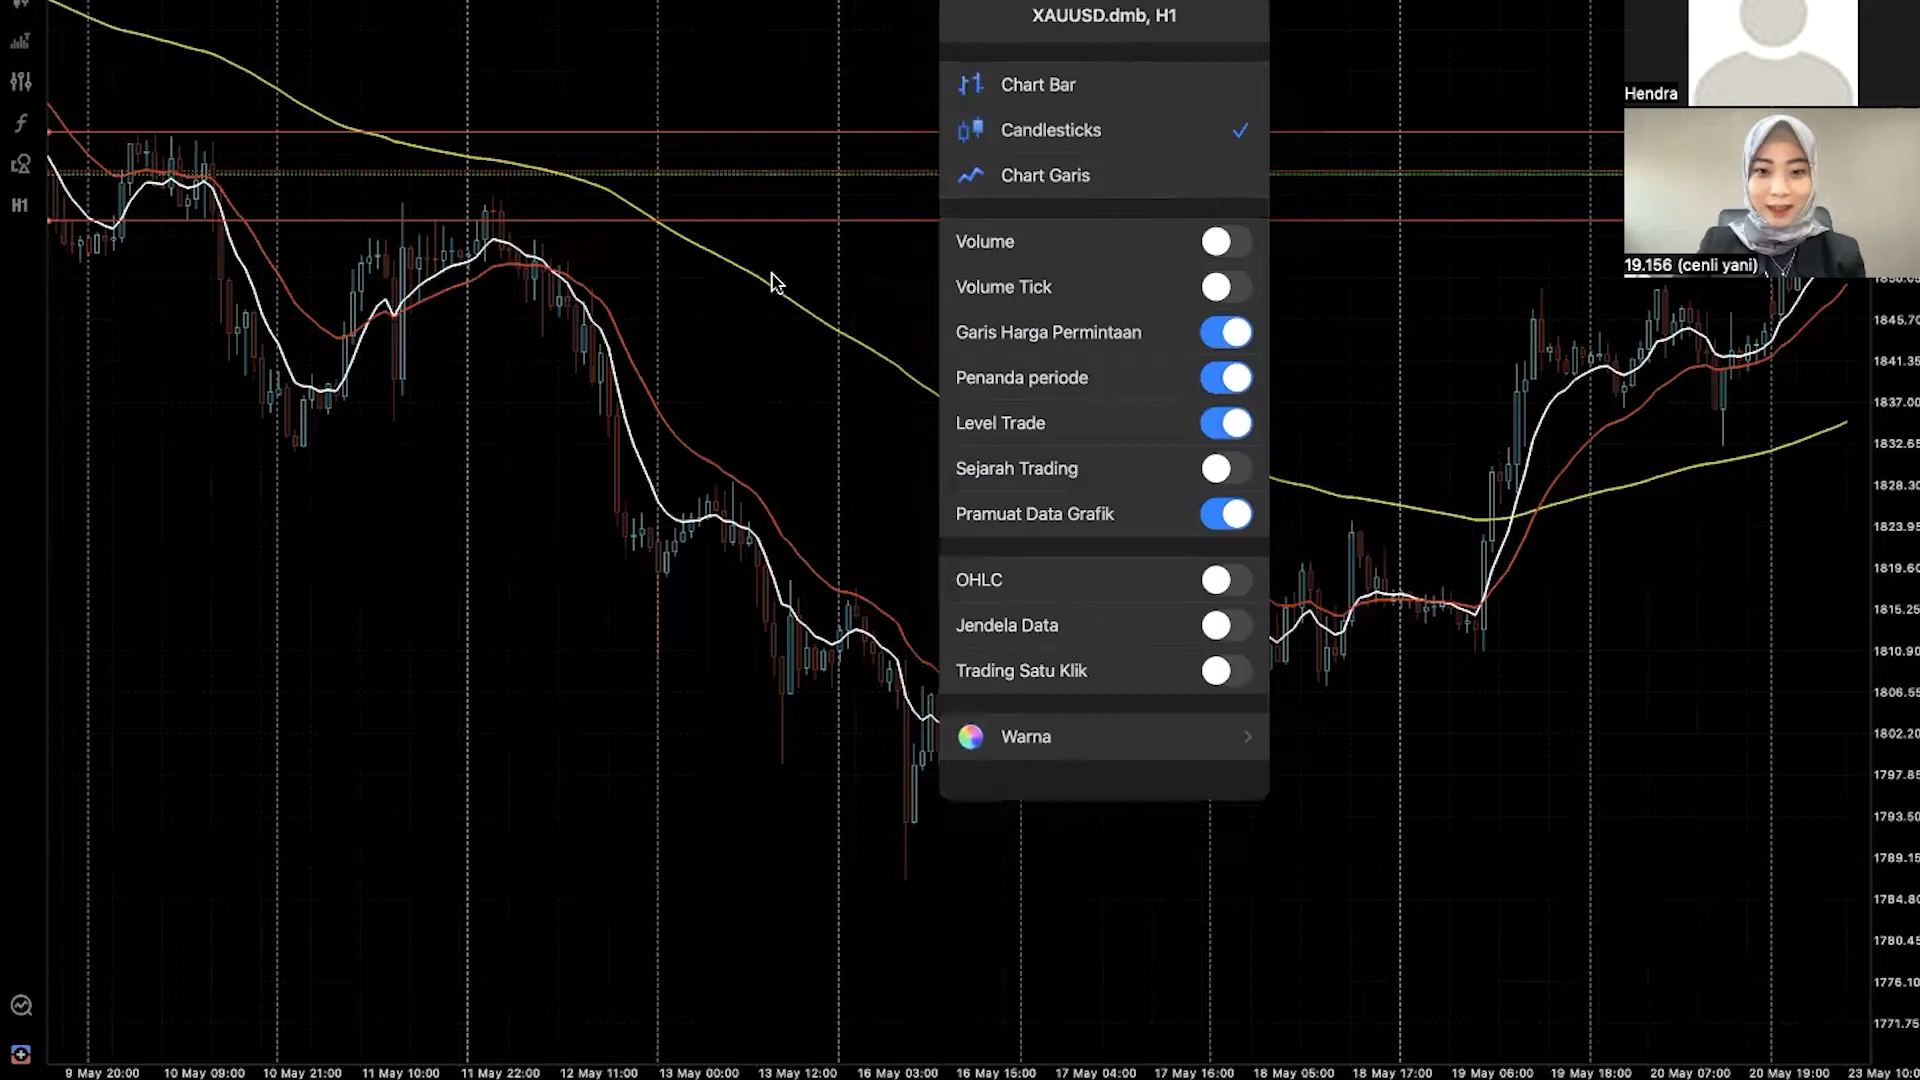 XAUUSD.dmb, H1
Chart Bar
Candlesticks
Chart Garis
Volume
Volume Tick
Garis Harga Permintaan
Penanda periode
Level Trade
Sejarah Trading
Pramuat Data Grafik
OHLC
Jendela Data
Trading Satu Klik
Warna
H1
Hendra
19.156 (cenli yani)
1845.70
1841.35
1837.00
1832.65
1828.30
1823.95
1819.60
1815.25
1810.90
1806.55
1802.20
1797.85
1793.50
1789.15
1784.80
1780.45
1776.10
1771.75
9 May 20:00 10 May 09:00 10 May 21:00 11 May 10:00 11 May 22:00 12 May 11:00 13 May 00:00 13 May 12:00 16 May 03:00 16 May 15:00 17 May 04:00 17 May 16:00 18 May 05:00 18 May 17:00 19 May 06:00 19 May 18:00 20 May 07:00 20 May 19:00 23 May 10:0